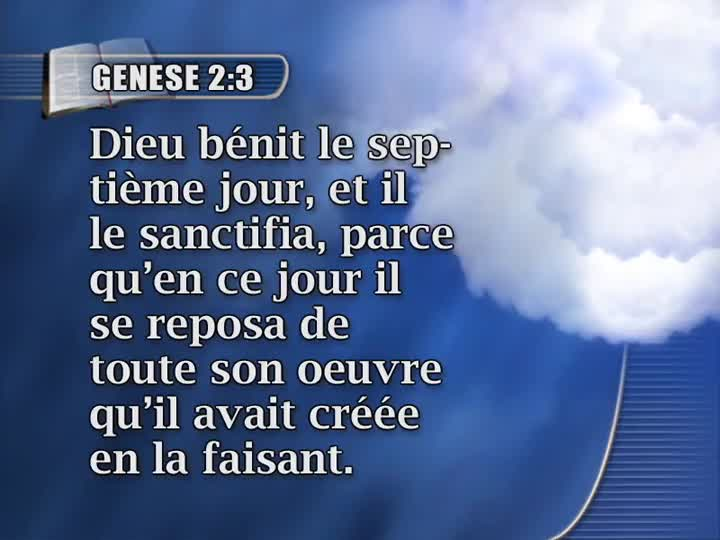 GENESE 2:3
Dieu bénit le sep-
tième jour, et il
le sanctifia, parce
qu’en ce jour il
se reposa de
toute son oeuvre
qu’il avait créée
en la faisant.